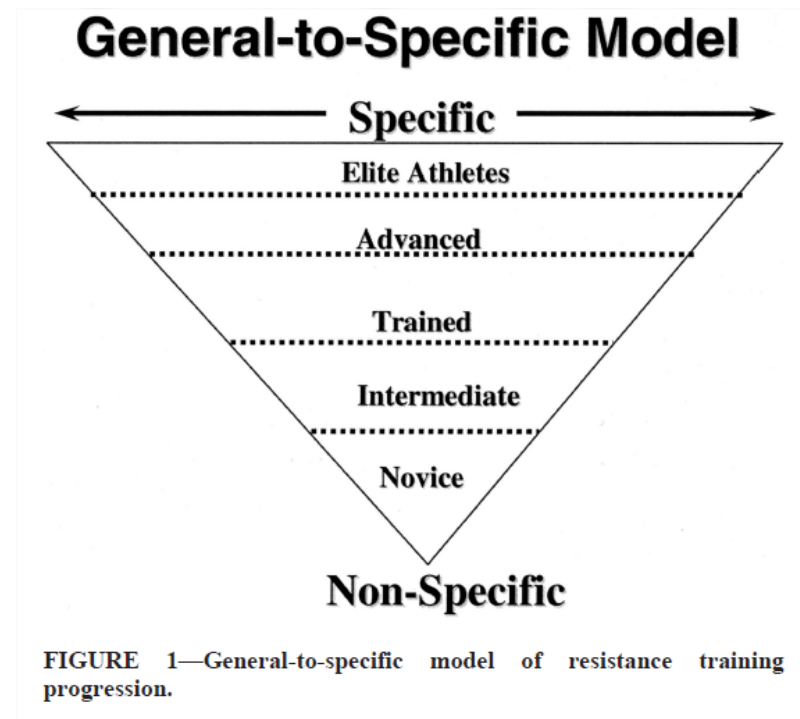 General-to-Specific Model
Specific
Elite Athletes
Advanced
Trained
Intermediate
Novice
Non-Specific
FIGURE 1—General-to-specific model of resistance training
progression.